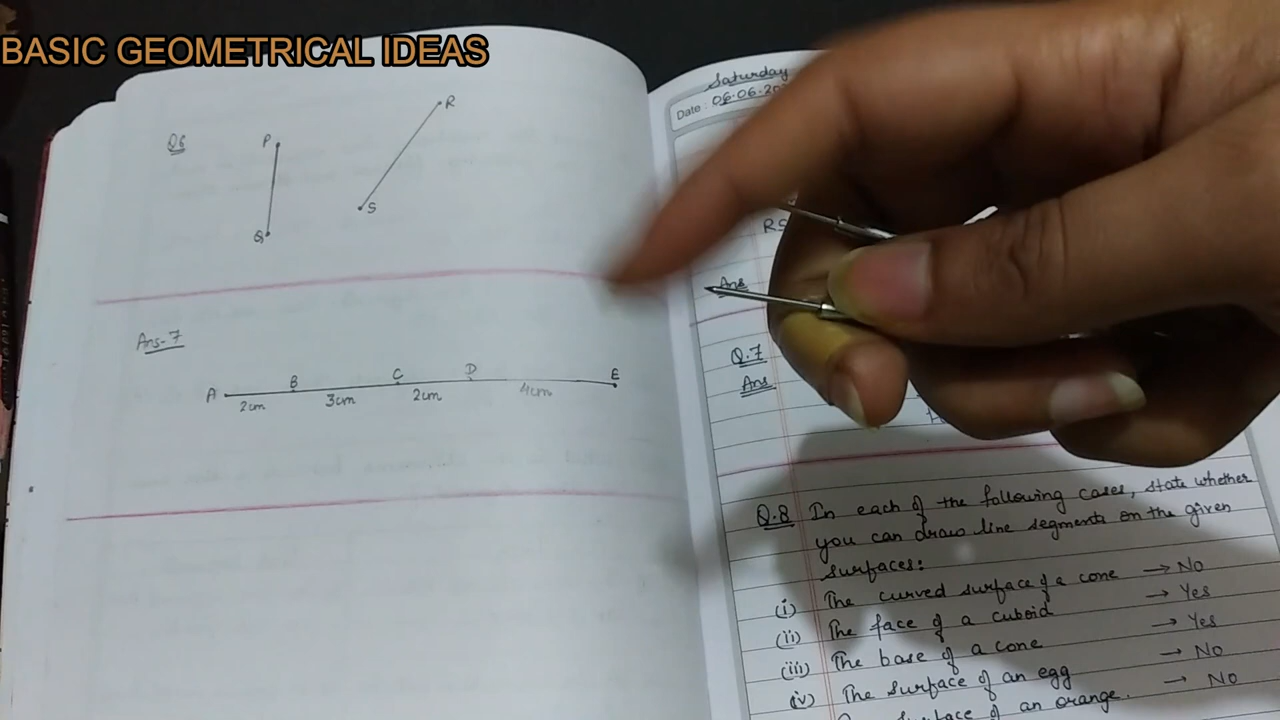 BASIC GEOMETRICAL IDEAS
Q6
P
Q
R
S
Ans-7
A B C D E
2cm 3cm 2cm 4cm
Saturday
Date: 06.06.20
RS
Ans
Q.7
Ans
Q.8 In each of the following cases, state whether
you can draw line segments on the given
surfaces:
(i) The curved surface of a cone → No
(ii) The face of a cuboid → Yes
(iii) The base of a cone → Yes
(iv) The surface of an egg → No
surface of an orange. → No